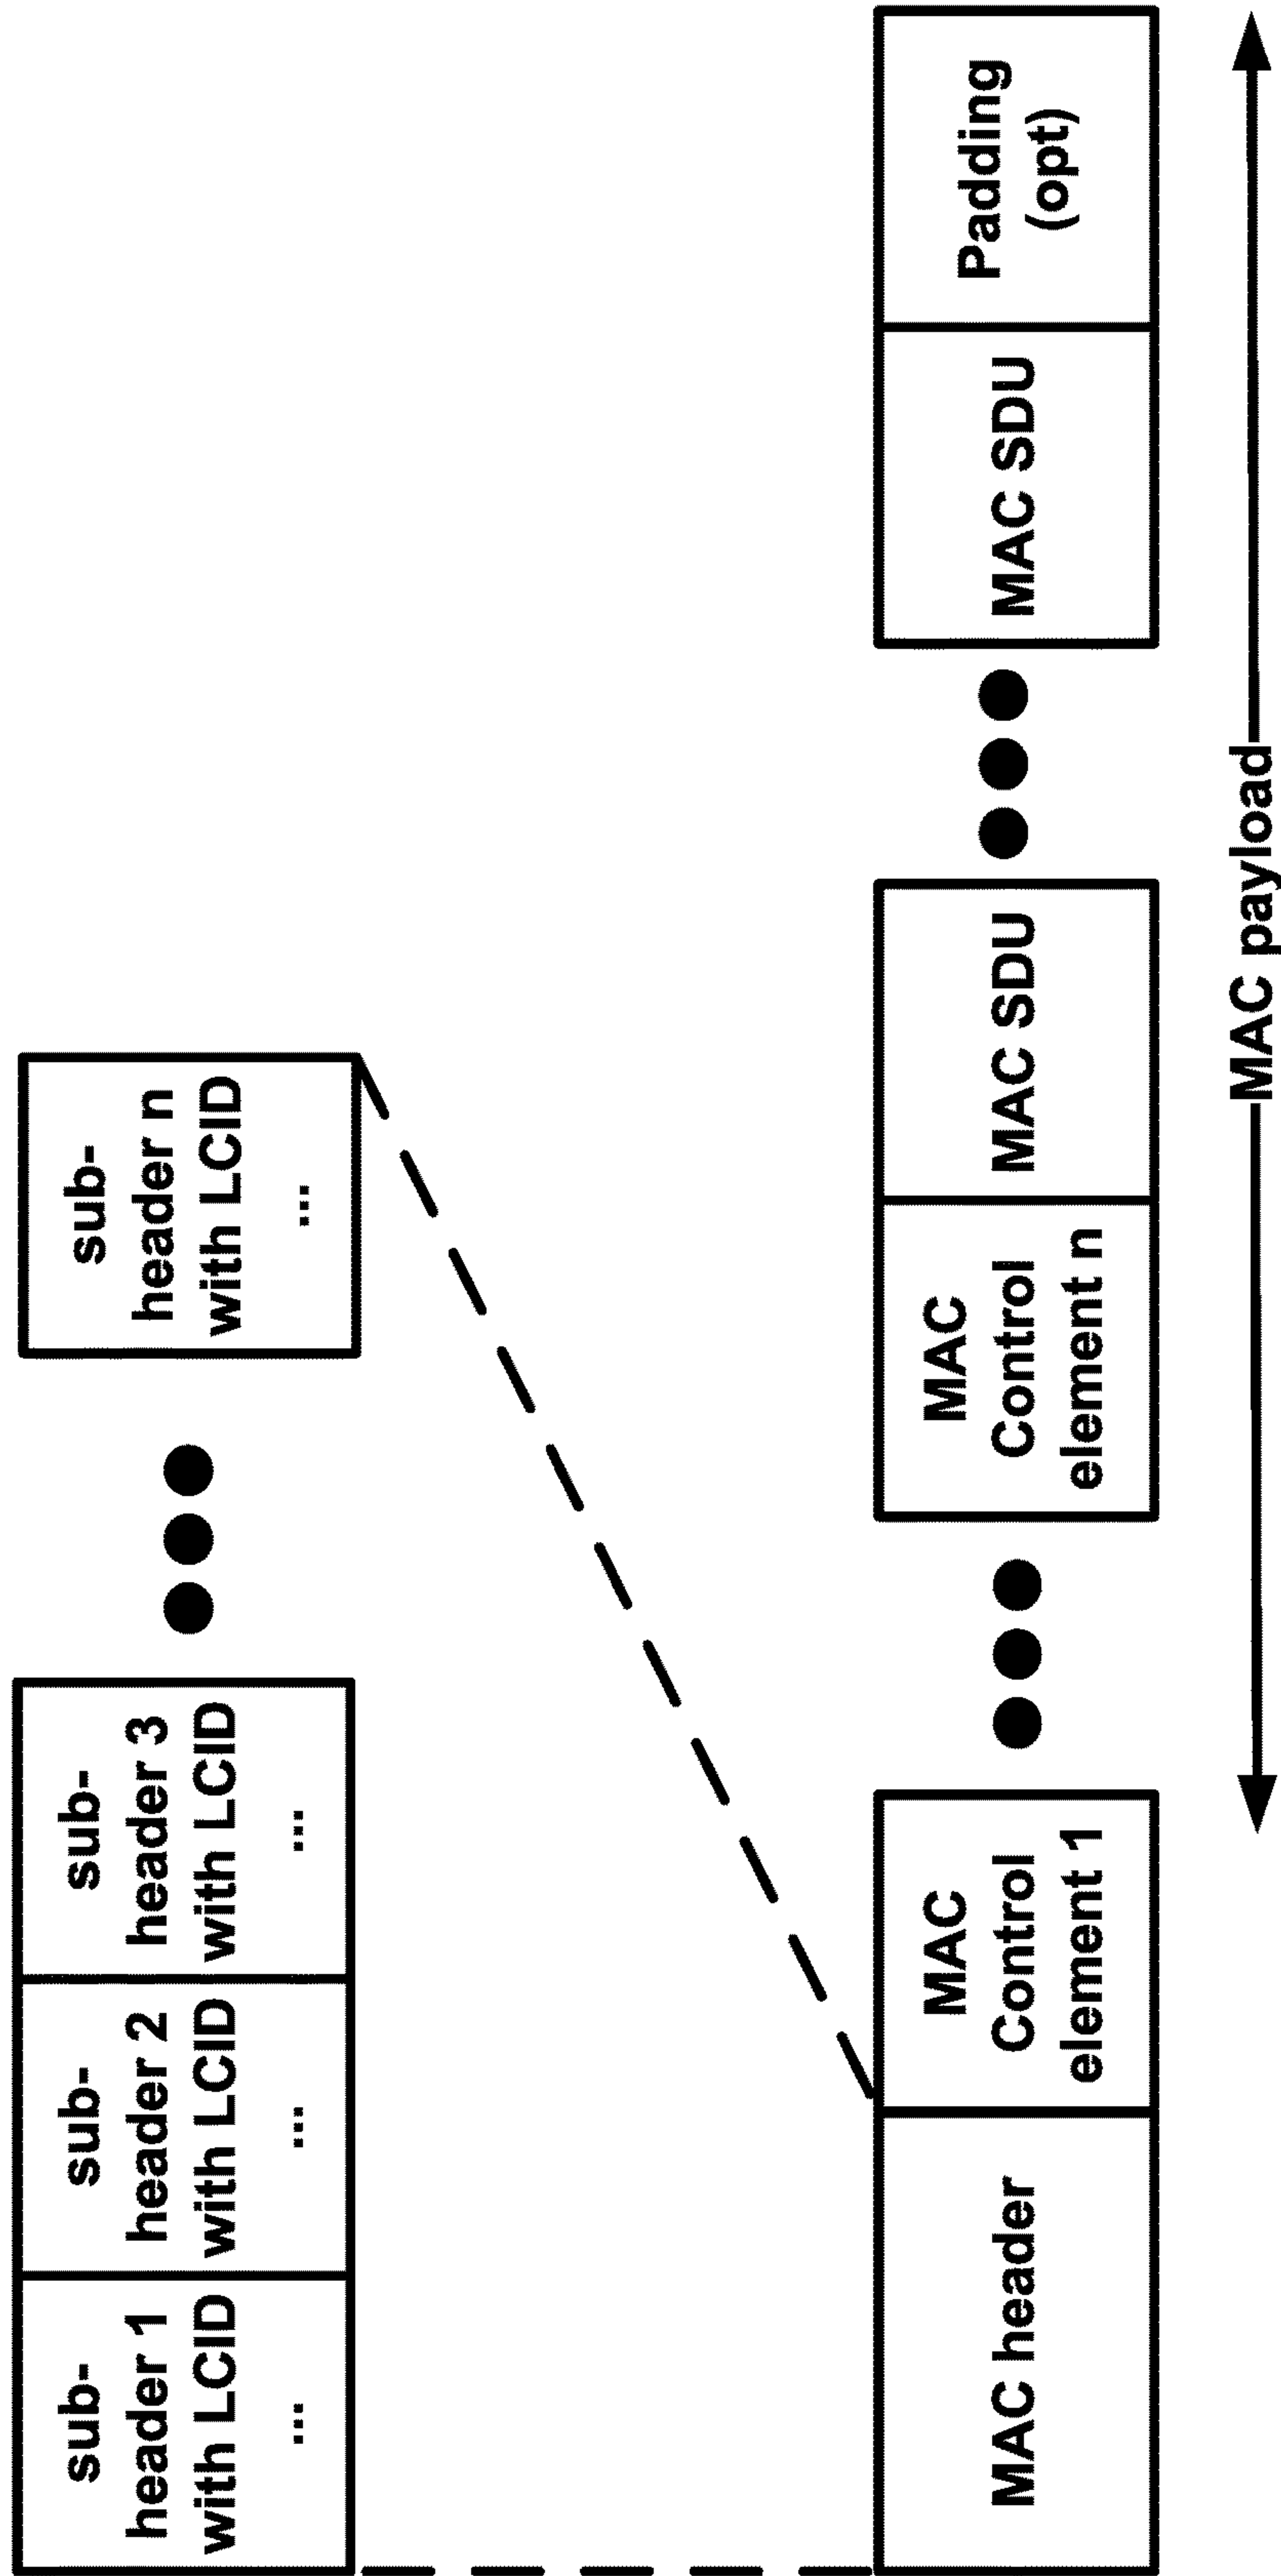 sub-
header 1
with LCID
...
sub-
header 2
with LCID
...
sub-
header 3
with LCID
...
sub-
header n
with LCID
...
MAC header
MAC
Control
element 1
MAC
Control
element n
MAC SDU
MAC SDU
Padding
(opt)
MAC payload